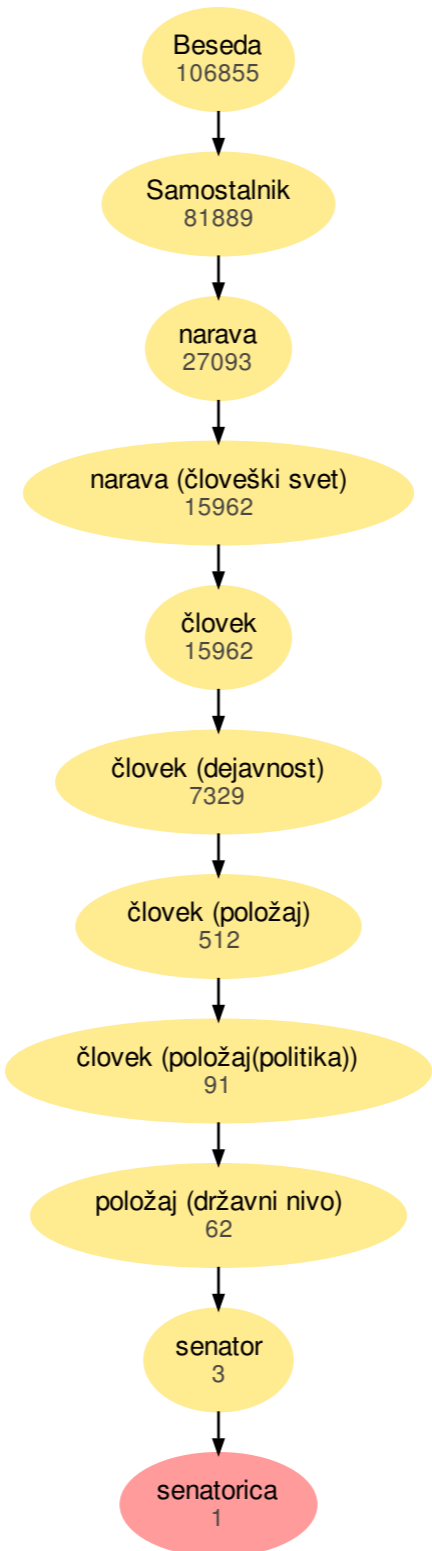 Beseda
106855
Samostalnik
81889
narava
27093
narava (človeški svet)
15962
človek
15962
človek (dejavnost)
7329
človek (položaj)
512
človek (položaj(politika))
91
položaj (državni nivo)
62
senator
3
senatorica
1